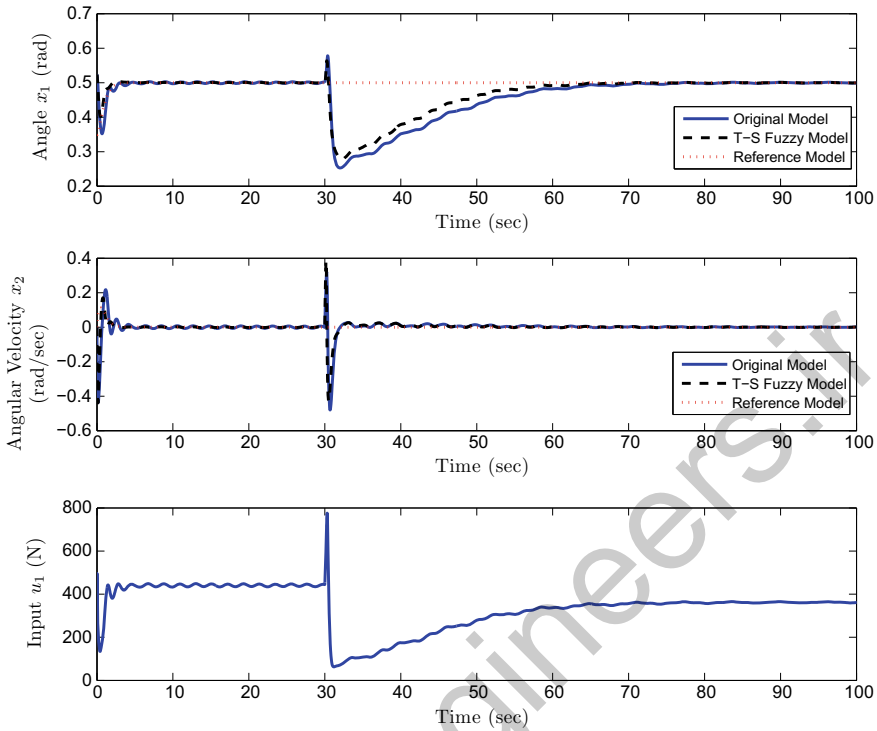 0.7
0.6
0.5
0.4
0.3
0.2
Angle x₁ (rad)
Original Model
T−S Fuzzy Model
Reference Model
0 10 20 30 40 50 60 70 80 90 100
Time (sec)
0.4
0.2
0
−0.2
−0.4
−0.6
Angular Velocity x₂
(rad/sec)
Original Model
T−S Fuzzy Model
Reference Model
0 10 20 30 40 50 60 70 80 90 100
Time (sec)
800
600
400
200
0
Input u₁ (N)
0 10 20 30 40 50 60 70 80 90 100
Time (sec)
gineers.ir